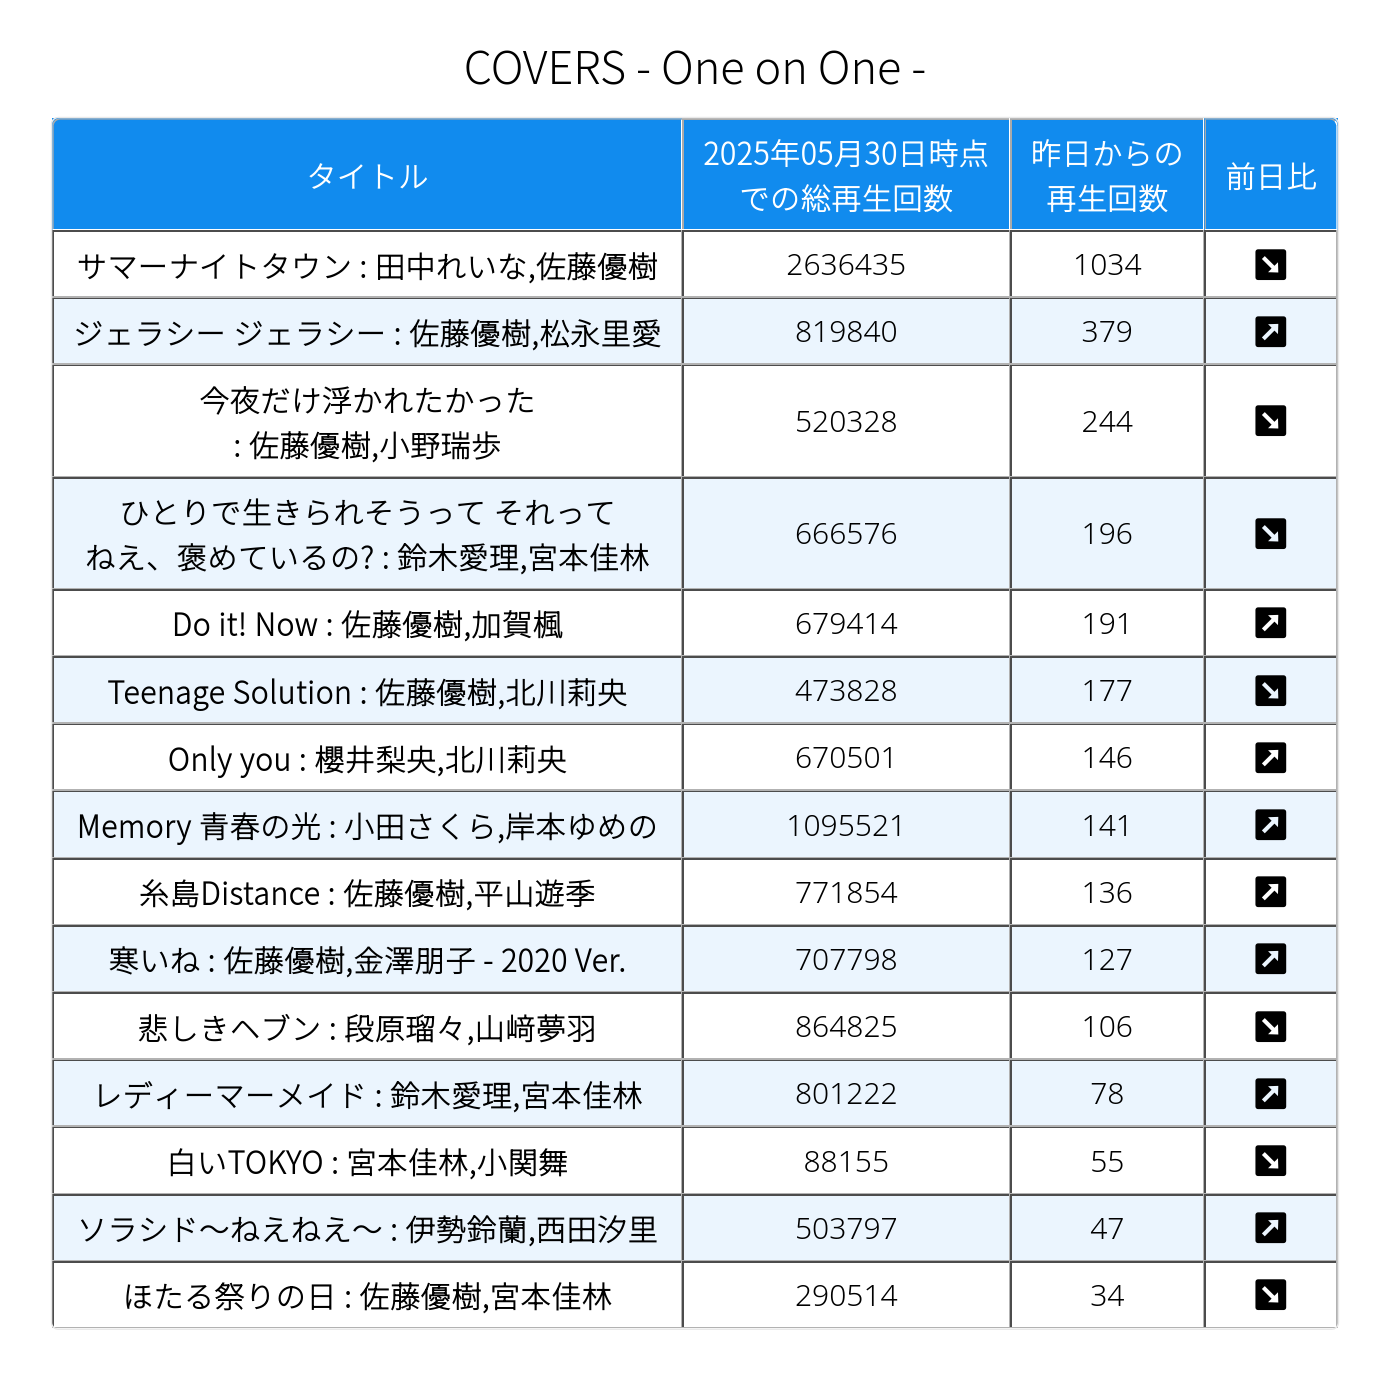 COVERS - One on One -
タイトル
2025年05月30日時点
での総再生回数
昨日からの
再生回数
前日比
サマーナイトタウン : 田中れいな,佐藤優樹 2636435 1034 ↘
ジェラシー ジェラシー : 佐藤優樹,松永里愛 819840 379 ↗
今夜だけ浮かれたかった
: 佐藤優樹,小野瑞歩 520328 244 ↘
ひとりで生きられそうって それって
ねえ、褒めているの? : 鈴木愛理,宮本佳林 666576 196 ↘
Do it! Now : 佐藤優樹,加賀楓 679414 191 ↗
Teenage Solution : 佐藤優樹,北川莉央 473828 177 ↘
Only you : 櫻井梨央,北川莉央 670501 146 ↗
Memory 青春の光 : 小田さくら,岸本ゆめの 1095521 141 ↗
糸島Distance : 佐藤優樹,平山遊季 771854 136 ↗
寒いね : 佐藤優樹,金澤朋子 - 2020 Ver. 707798 127 ↗
悲しきヘブン : 段原瑠々,山﨑夢羽 864825 106 ↘
レディーマーメイド : 鈴木愛理,宮本佳林 801222 78 ↗
白いTOKYO : 宮本佳林,小関舞 88155 55 ↘
ソラシド〜ねえねえ〜 : 伊勢鈴蘭,西田汐里 503797 47 ↗
ほたる祭りの日 : 佐藤優樹,宮本佳林 290514 34 ↘